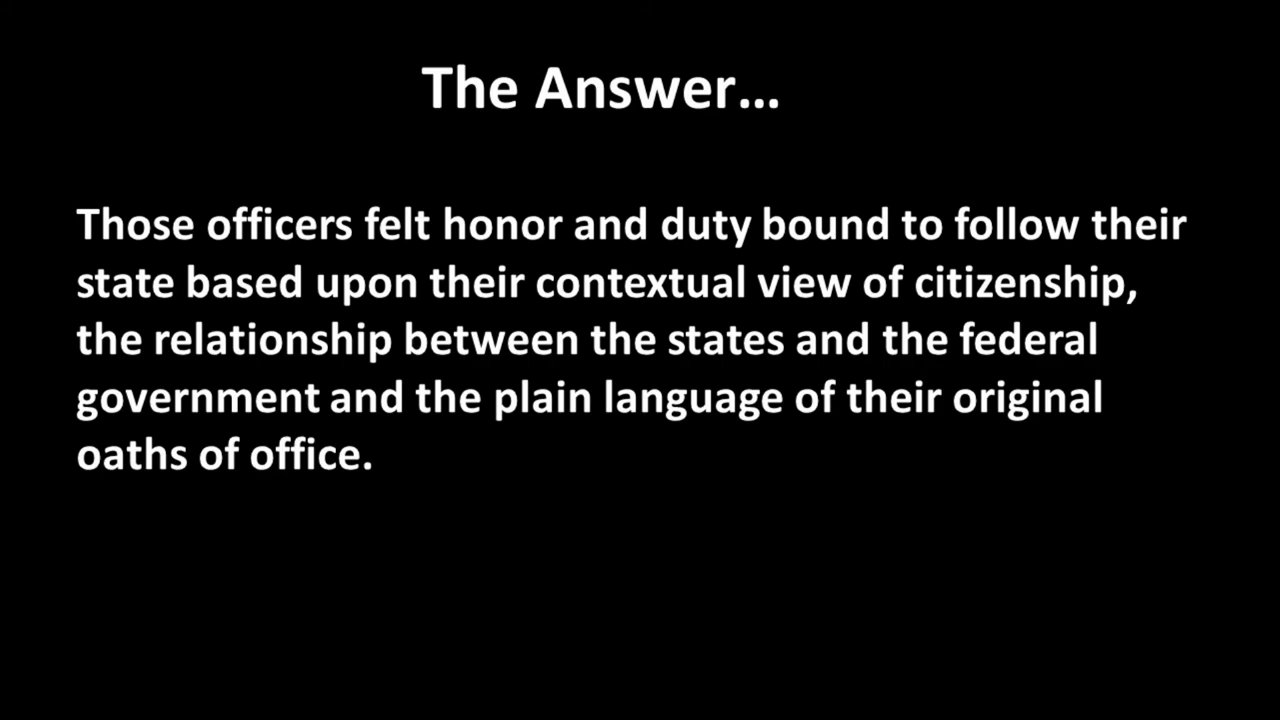 The Answer…
Those officers felt honor and duty bound to follow their
state based upon their contextual view of citizenship,
the relationship between the states and the federal
government and the plain language of their original
oaths of office.